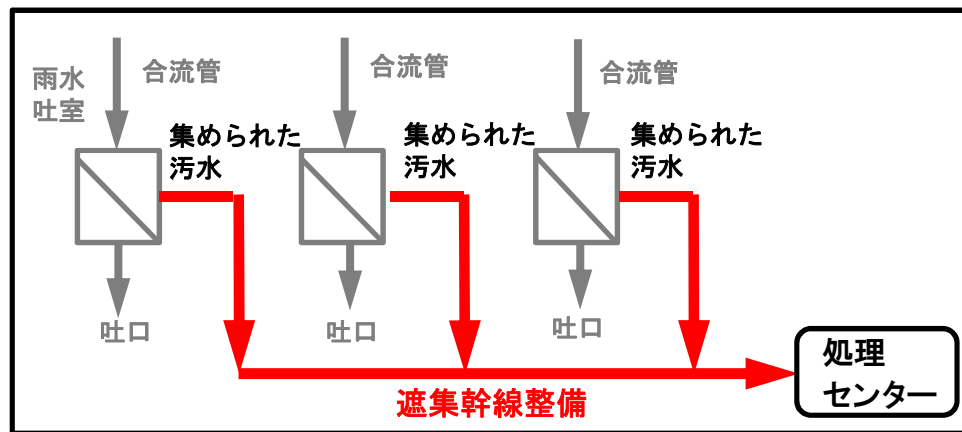 雨水
吐室
合流管
合流管
合流管
集められた
汚水
集められた
汚水
集められた
汚水
吐口
吐口
吐口
遮集幹線整備
処理
センター